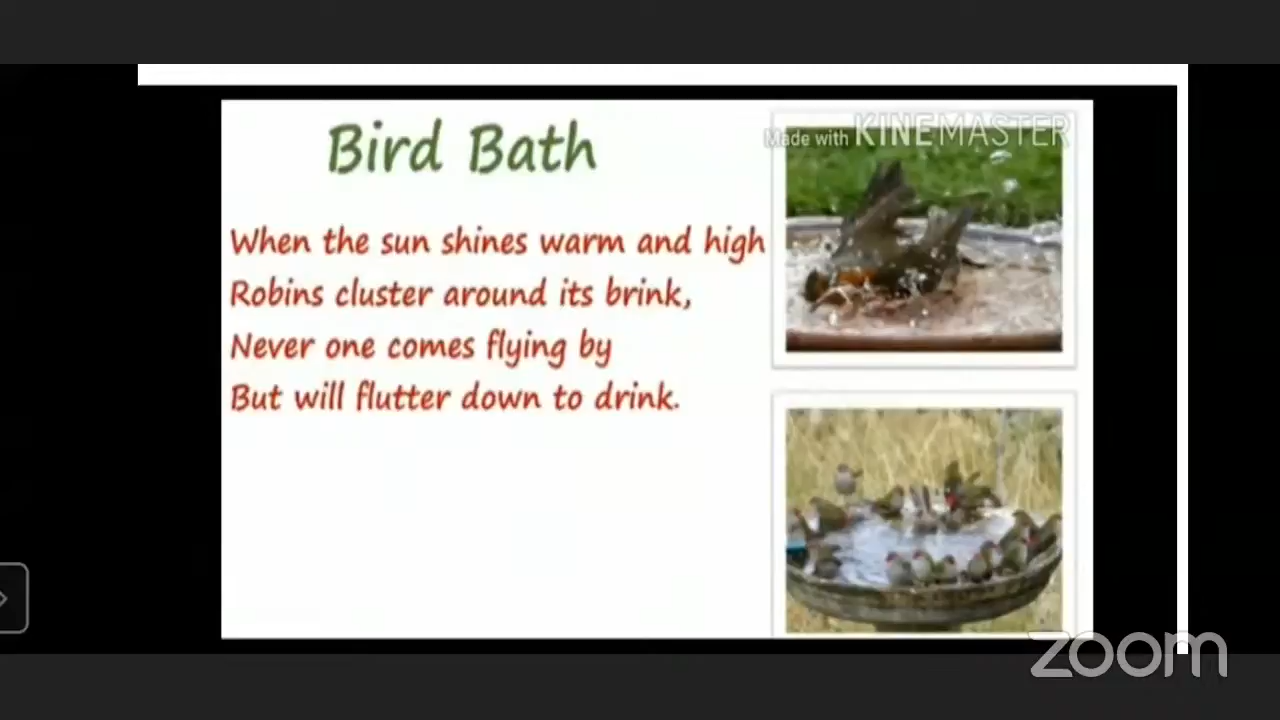 Bird Bath
Made with KINEMASTER
When the sun shines warm and high
Robins cluster around its brink,
Never one comes flying by
But will flutter down to drink.
zoom